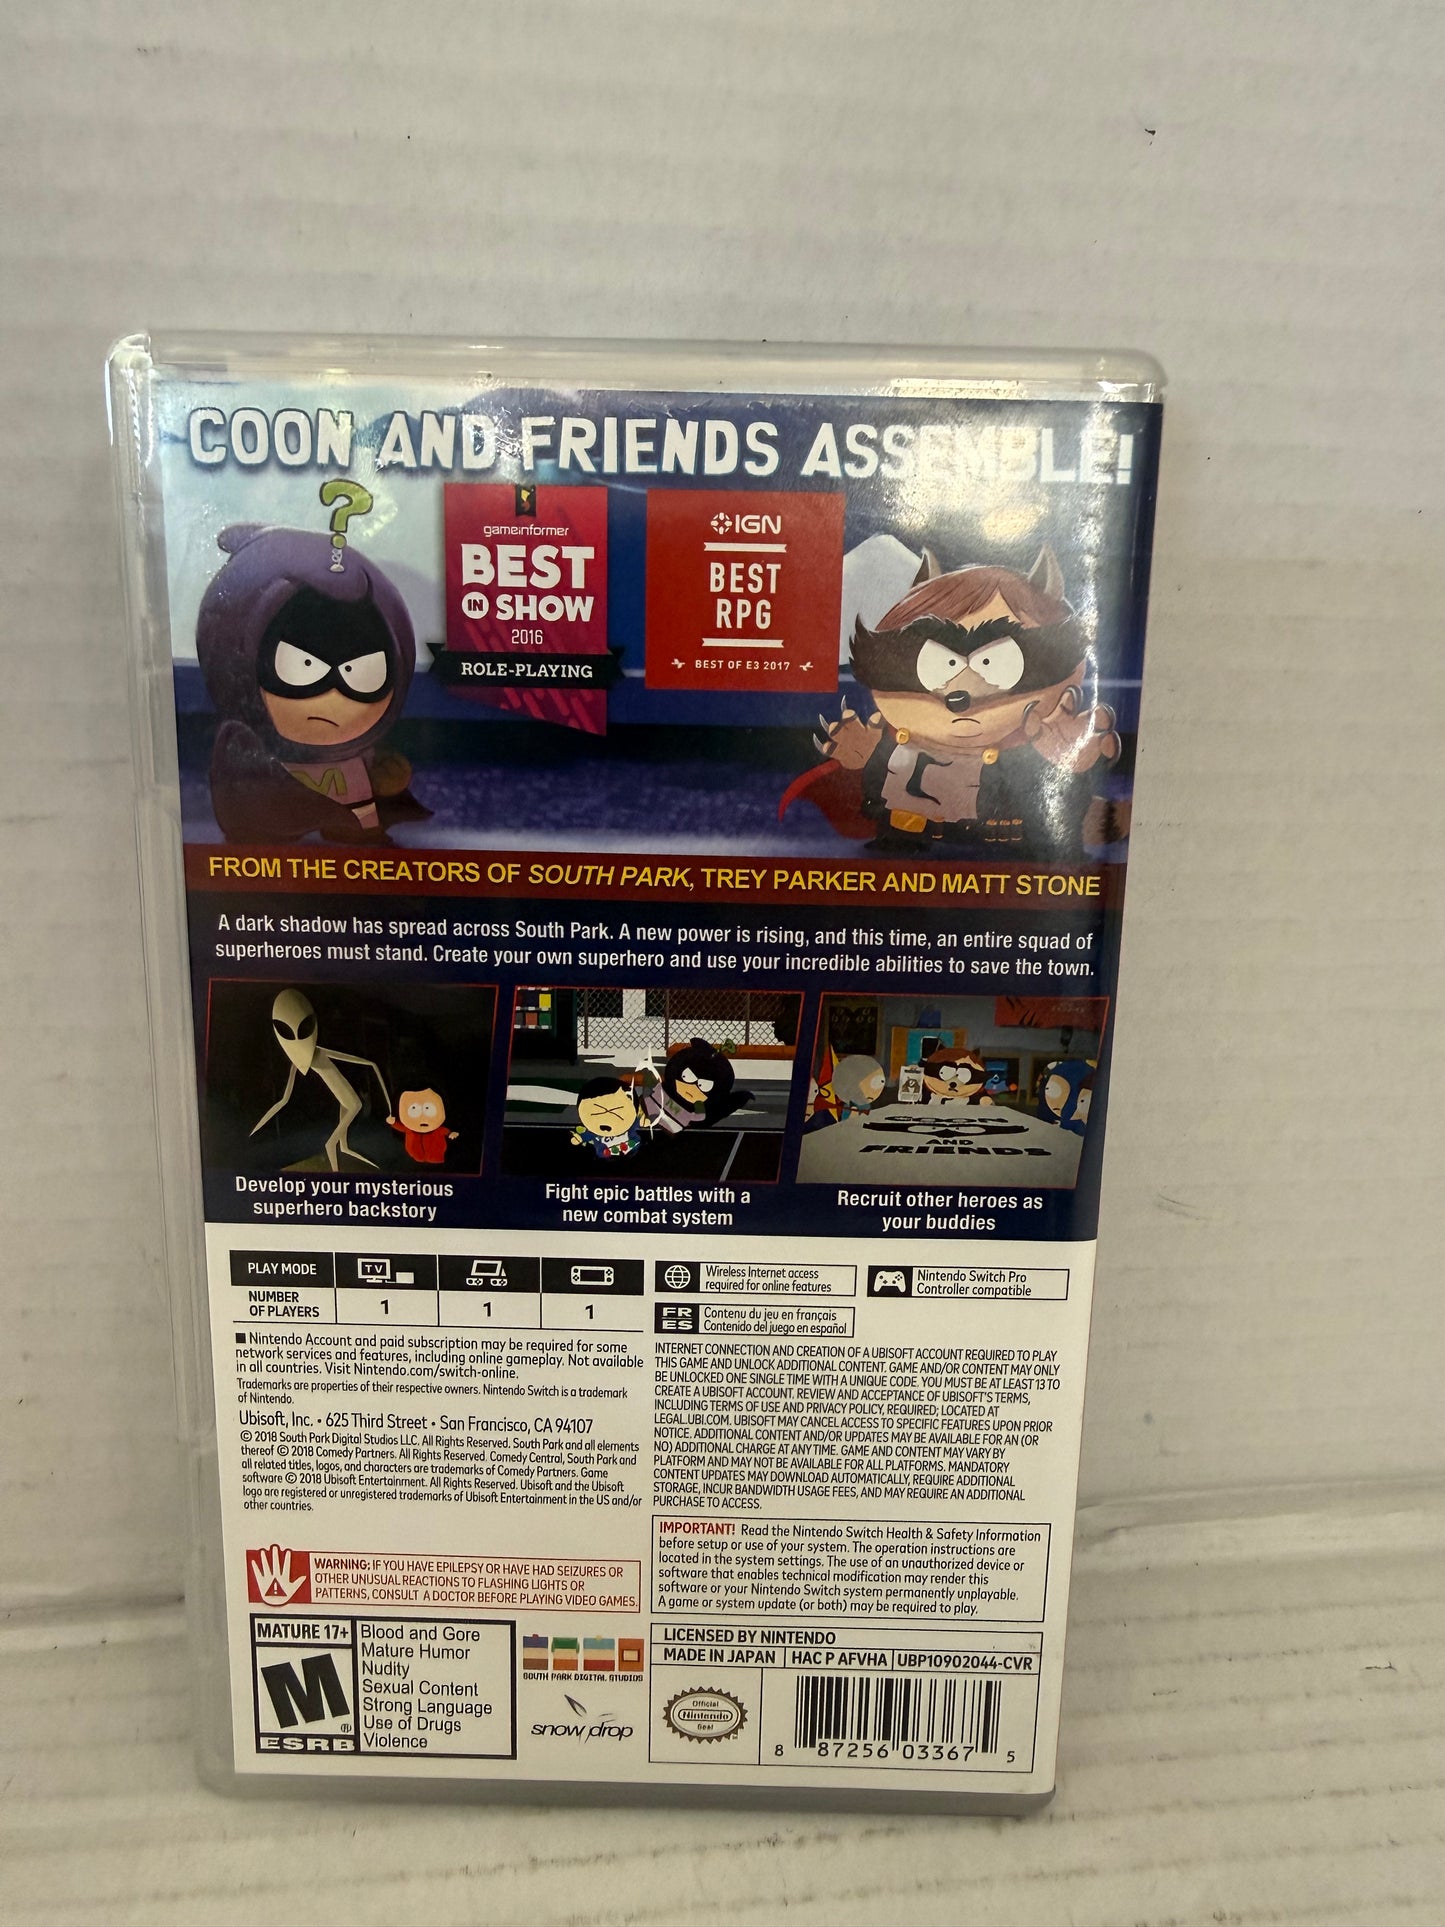 COON AND FRIENDS ASSEMBLE!
gameinformer
BEST
IN SHOW
2016
ROLE-PLAYING
IGN
BEST
RPG
BEST OF E3 2017
FROM THE CREATORS OF SOUTH PARK, TREY PARKER AND MATT STONE
A dark shadow has spread across South Park. A new power is rising, and this time, an entire squad of
superheroes must stand. Create your own superhero and use your incredible abilities to save the town.
COON
AND
FRIENDS
Develop your mysterious
superhero backstory
Fight epic battles with a
new combat system
Recruit other heroes as
your buddies
PLAY MODE
TV
NUMBER
OF PLAYERS
1
1
1
Wireless Internet access
required for online features
Nintendo Switch Pro
Controller compatible
FR Contenu du jeu en français
ES Contenido del juego en español
■ Nintendo Account and paid subscription may be required for some
network services and features, including online gameplay. Not available
in all countries. Visit Nintendo.com/switch-online.
Trademarks are properties of their respective owners. Nintendo Switch is a trademark
of Nintendo.
Ubisoft, Inc. • 625 Third Street • San Francisco, CA 94107
© 2018 South Park Digital Studios LLC. All Rights Reserved. South Park and all elements
thereof © 2018 Comedy Partners. All Rights Reserved. Comedy Central, South Park and
all related titles, logos, and characters are trademarks of Comedy Partners. Game
software © 2018 Ubisoft Entertainment. All Rights Reserved. Ubisoft and the Ubisoft
logo are registered or unregistered trademarks of Ubisoft Entertainment in the US and/or
other countries.
INTERNET CONNECTION AND CREATION OF A UBISOFT ACCOUNT REQUIRED TO PLAY
THIS GAME AND UNLOCK ADDITIONAL CONTENT. GAME AND/OR CONTENT MAY ONLY
BE UNLOCKED ONE SINGLE TIME WITH A UNIQUE CODE. YOU MUST BE AT LEAST 13 TO
CREATE A UBISOFT ACCOUNT. REVIEW AND ACCEPTANCE OF UBISOFT'S TERMS,
INCLUDING TERMS OF USE AND PRIVACY POLICY, REQUIRED; LOCATED AT
LEGAL.UBI.COM. UBISOFT MAY CANCEL ACCESS TO SPECIFIC FEATURES UPON PRIOR
NOTICE. ADDITIONAL CONTENT AND/OR UPDATES MAY BE AVAILABLE FOR AN (OR
NO) ADDITIONAL CHARGE AT ANY TIME. GAME AND CONTENT MAY VARY BY
PLATFORM AND MAY NOT BE AVAILABLE FOR ALL PLATFORMS. MANDATORY
CONTENT UPDATES MAY DOWNLOAD AUTOMATICALLY, REQUIRE ADDITIONAL
STORAGE, INCUR BANDWIDTH USAGE FEES, AND MAY REQUIRE AN ADDITIONAL
PURCHASE TO ACCESS.
IMPORTANT! Read the Nintendo Switch Health & Safety Information
before setup or use of your system. The operation instructions are
located in the system settings. The use of an unauthorized device or
software that enables technical modification may render this
software or your Nintendo Switch system permanently unplayable.
A game or system update (or both) may be required to play.
WARNING: IF YOU HAVE EPILEPSY OR HAVE HAD SEIZURES OR
OTHER UNUSUAL REACTIONS TO FLASHING LIGHTS OR
PATTERNS, CONSULT A DOCTOR BEFORE PLAYING VIDEO GAMES.
MATURE 17+
M
®
ESRB
Blood and Gore
Mature Humor
Nudity
Sexual Content
Strong Language
Use of Drugs
Violence
SOUTH PARK DIGITAL STUDIOS
snowdrop
LICENSED BY NINTENDO
MADE IN JAPAN HAC P AFVHA UBP10902044-CVR
Official
Nintendo
Seal
8 87256 03367 5